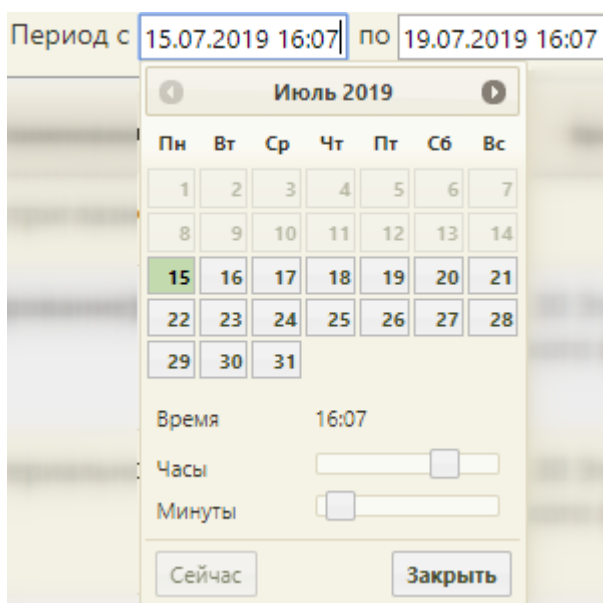 Период с 15.07.2019 16:07 по 19.07.2019 16:07
Июль 2019
Пн Вт Ср Чт Пт Сб Вс
1 2 3 4 5 6 7
8 9 10 11 12 13 14
15 16 17 18 19 20 21
22 23 24 25 26 27 28
29 30 31
Время 16:07
Часы
Минуты
Сейчас Закрыть